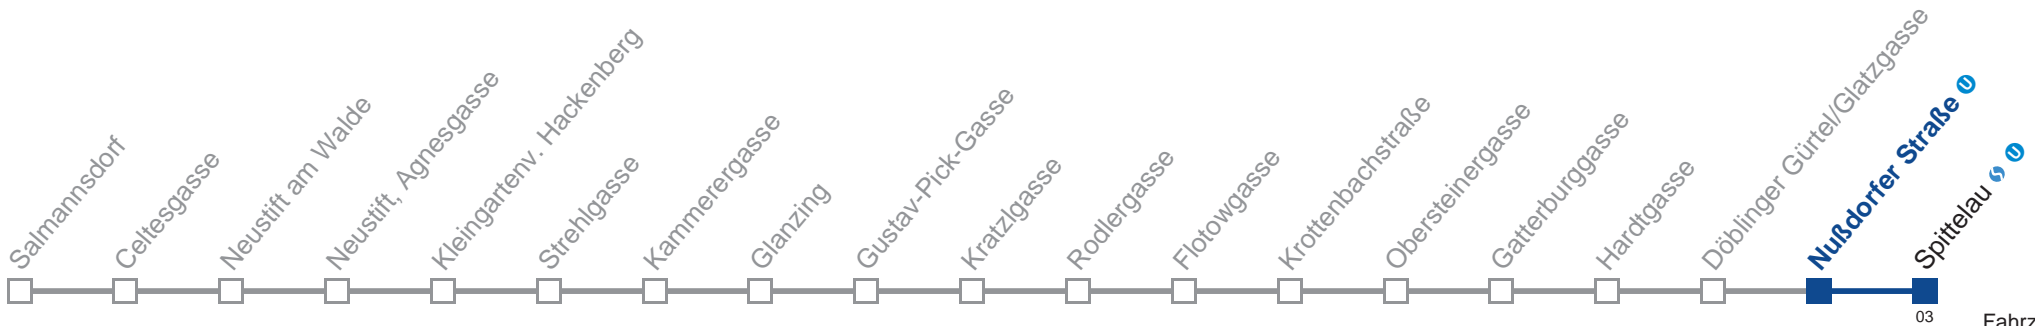 Salmannsdorf
Celtesgasse
Neustift am Walde
Neustift, Agnesgasse
Kleingartenv. Hackenberg
Strehlgasse
Kammerergasse
Glanzing
Gustav-Pick-Gasse
Kratzlgasse
Rodlergasse
Flotowgasse
Krottenbachstraße
Obersteinergasse
Gatterburggasse
Hardtgasse
Döblinger Gürtel/Glatzgasse
Nußdorfer Straße U
Spittelau S U
03
Fahrz